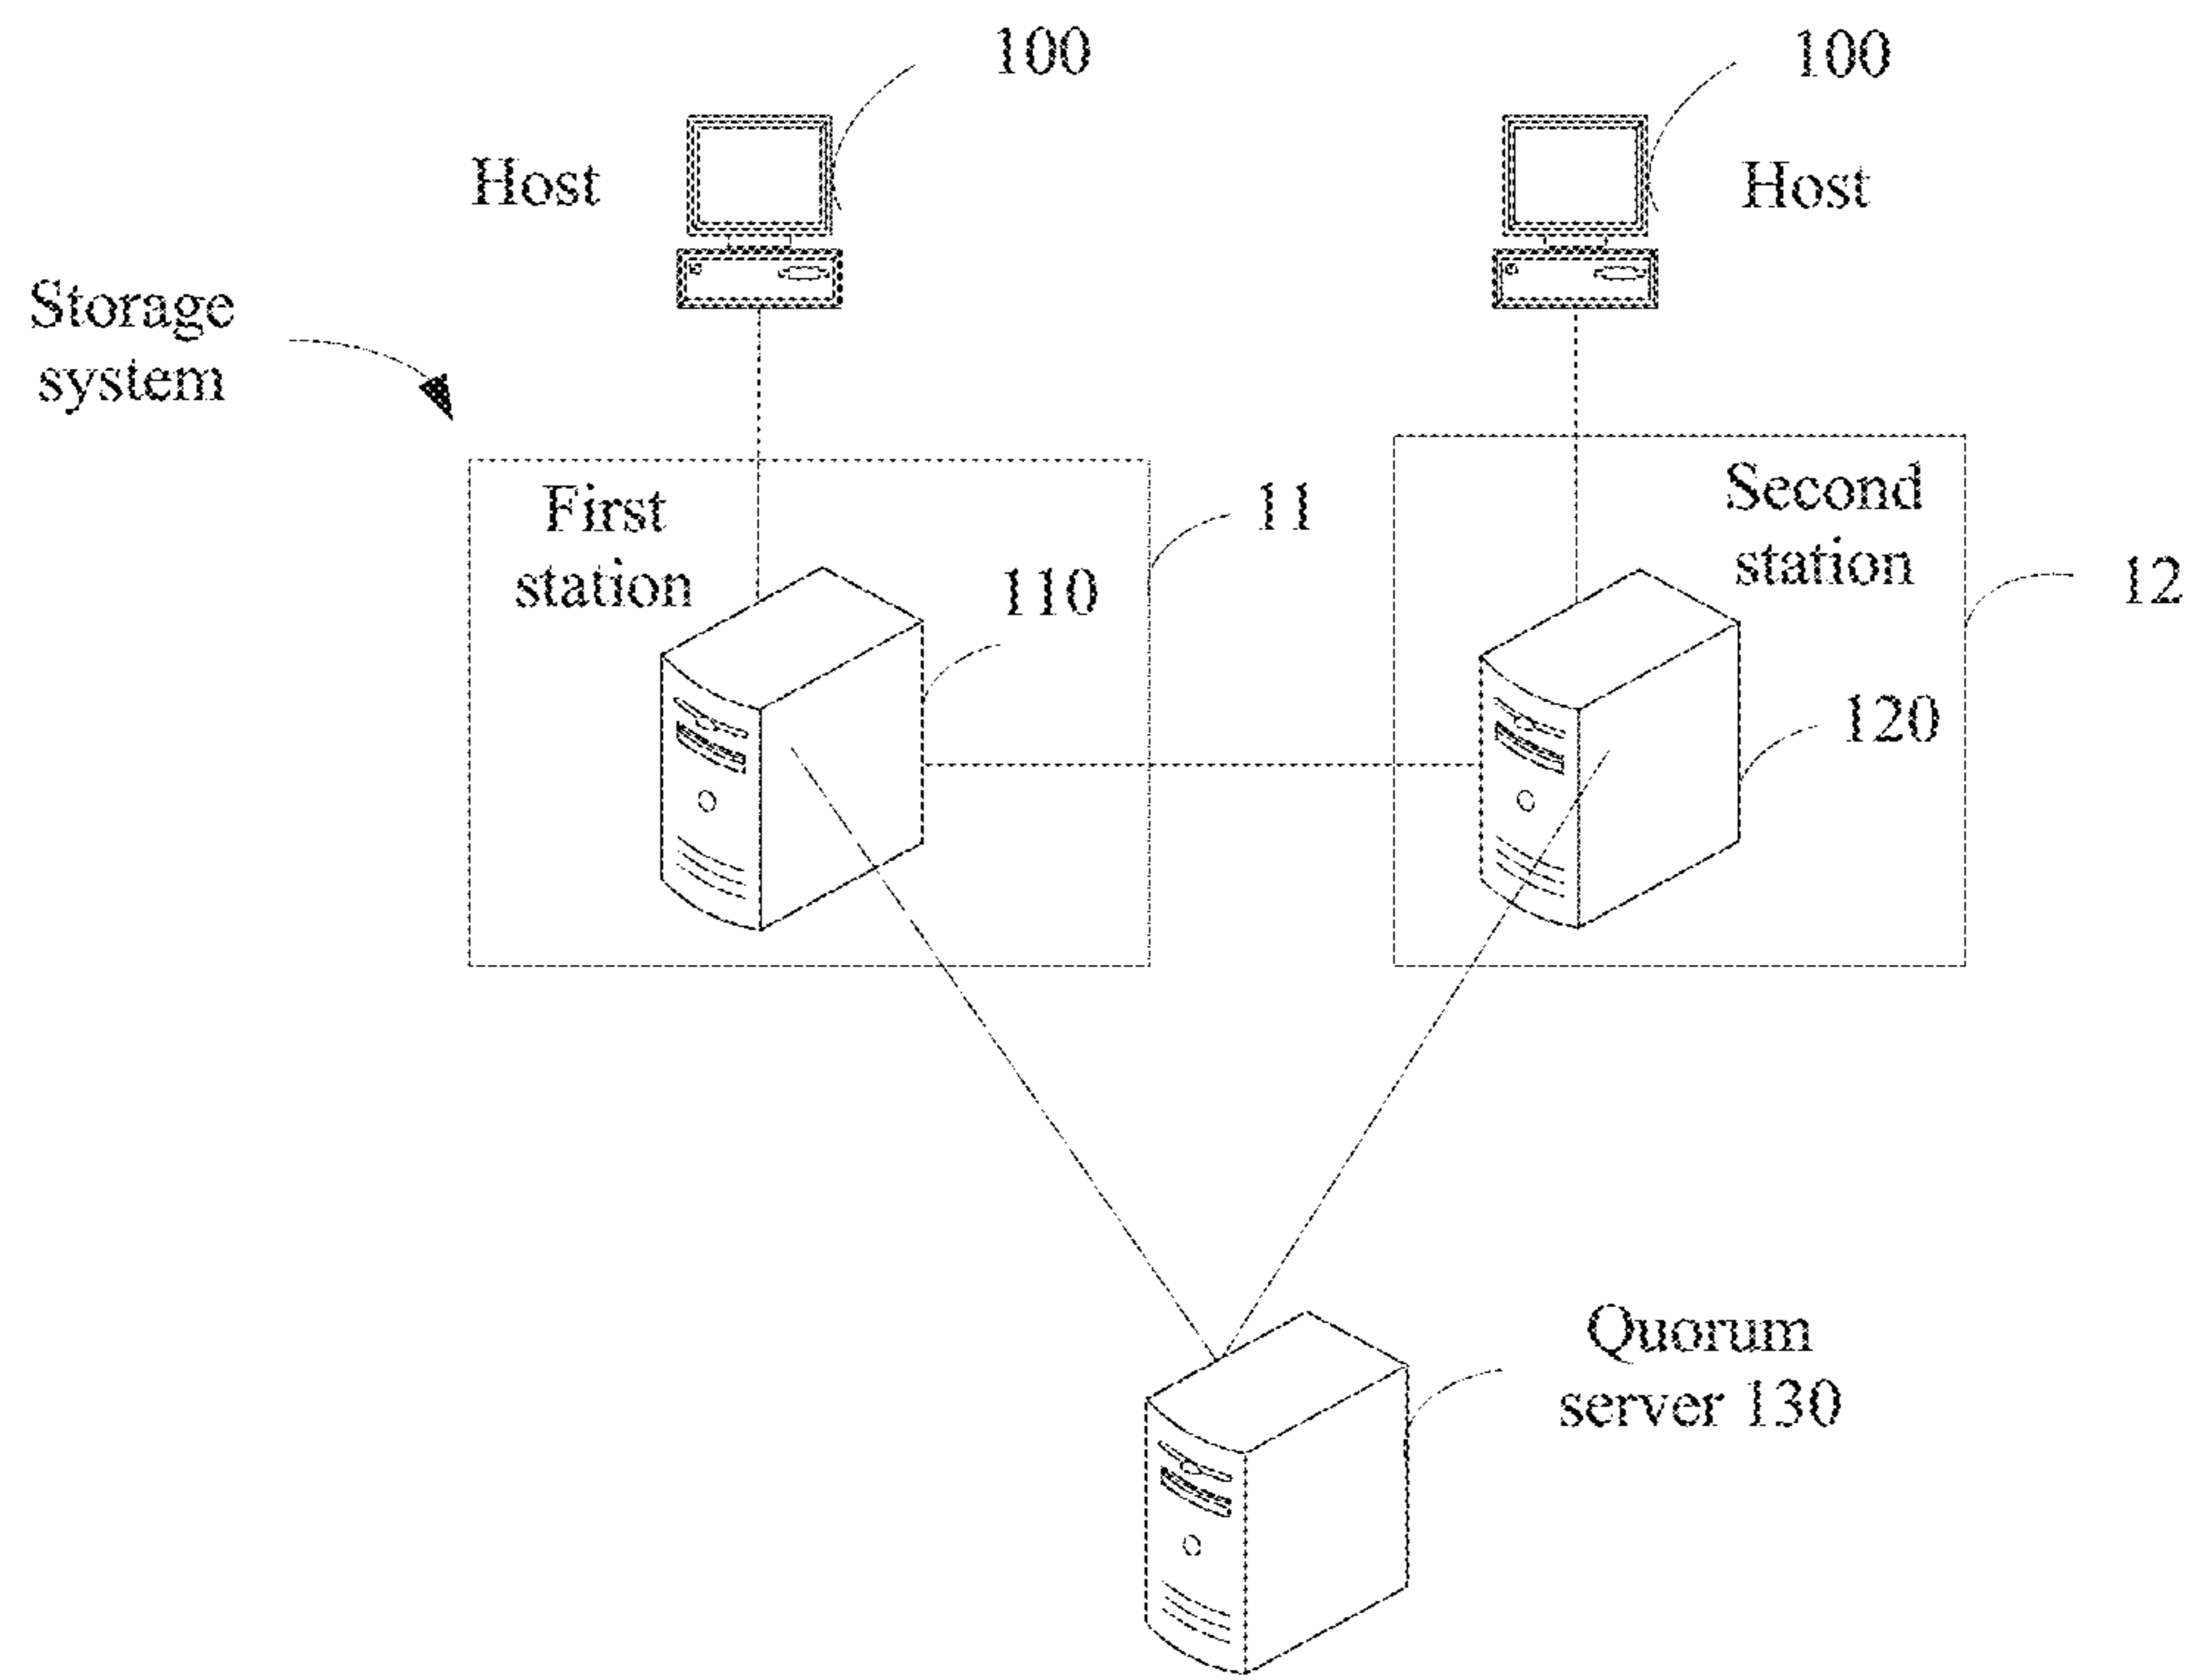 100
100
Host
Host
Storage
system
First
station
11
110
Second
station
12
120
Quorum
server 130